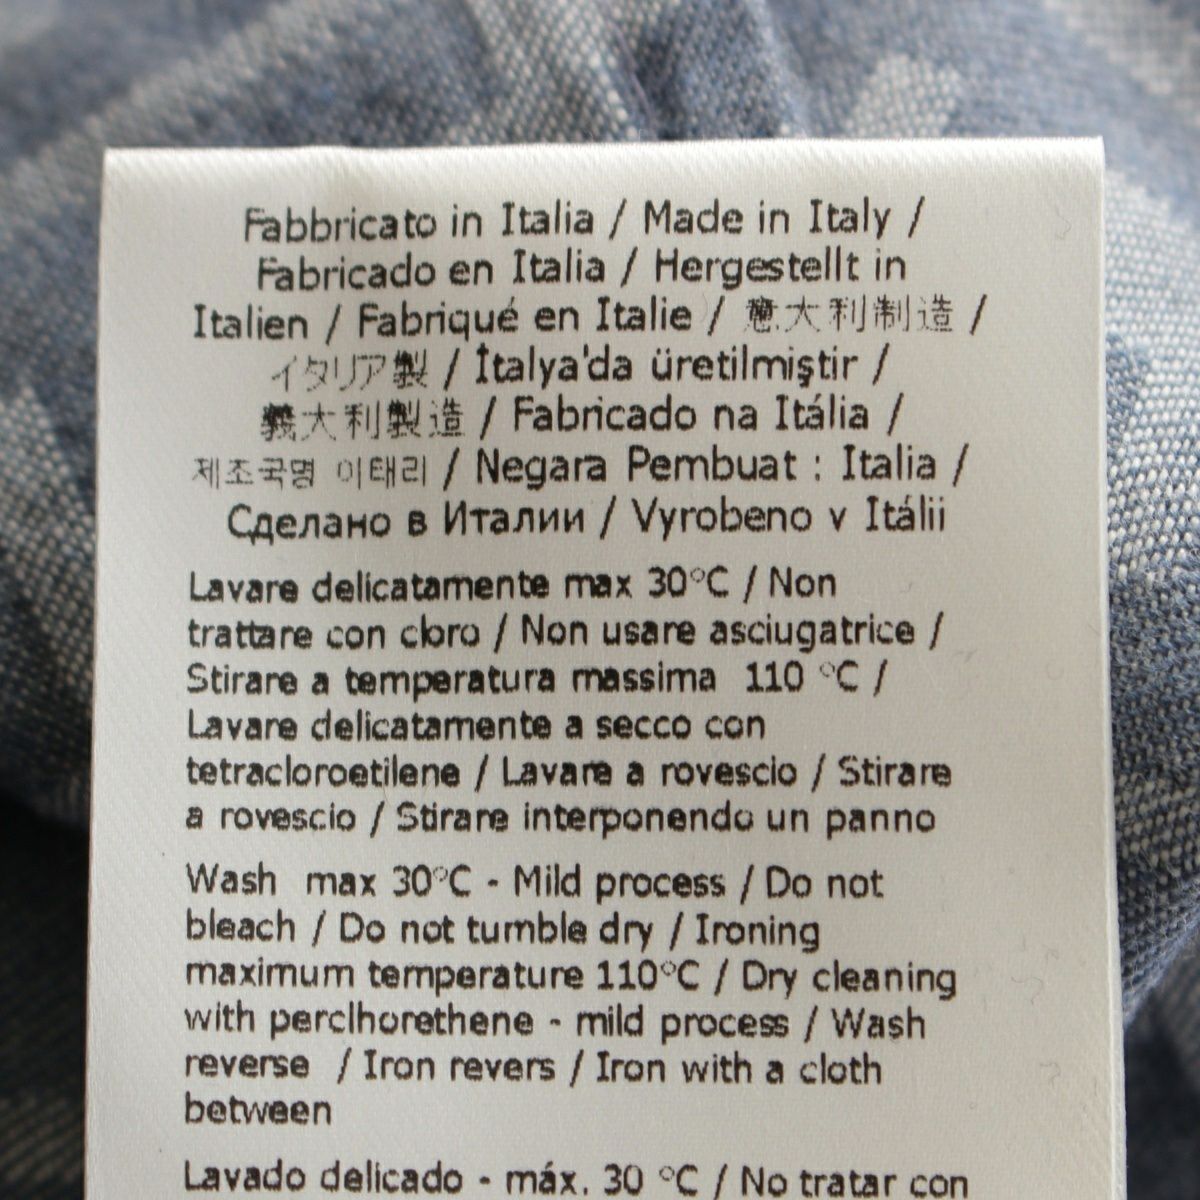 Fabbricato in Italia / Made in Italy /
Fabricado en Italia / Hergestellt in
Italien / Fabriqué en Italie / 意大利制造 /
イタリア製 / İtalya'da üretilmiştir /
義大利製造 / Fabricado na Itália /
제조국명 이태리 / Negara Pembuat : Italia /
Сделано в Италии / Vyrobeno v Itálii
Lavare delicatamente max 30°C / Non
trattare con cloro / Non usare asciugatrice /
Stirare a temperatura massima 110 °C /
Lavare delicatamente a secco con
tetracloroetilene / Lavare a rovescio / Stirare
a rovescio / Stirare interponendo un panno
Wash max 30°C - Mild process / Do not
bleach / Do not tumble dry / Ironing
maximum temperature 110°C / Dry cleaning
with perclhorethene - mild process / Wash
reverse / Iron revers / Iron with a cloth
between
Lavado delicado - máx. 30 °C / No tratar con